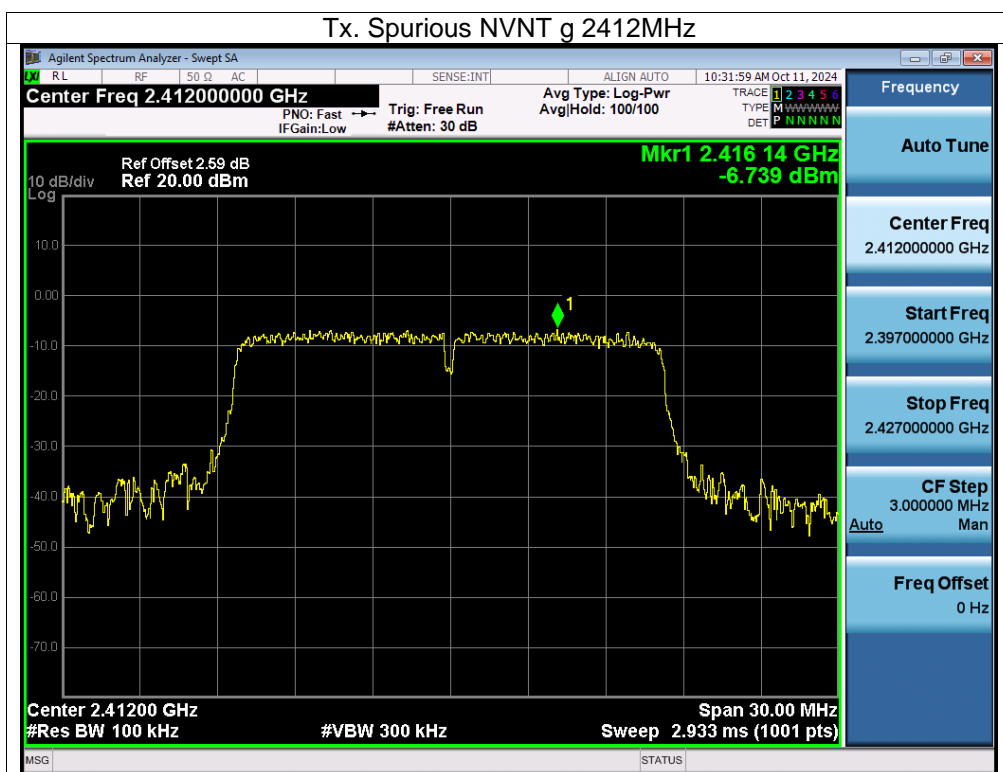 Tx. Spurious NVNT g 2412MHz
Agilent Spectrum Analyzer - Swept SA
LXI RL RF 50 Ω AC SENSE:INT ALIGN AUTO 10:31:59 AM Oct 11, 2024
Center Freq 2.412000000 GHz
PNO: Fast
IFGain:Low
Trig: Free Run
#Atten: 30 dB
Avg Type: Log-Pwr
Avg|Hold: 100/100
TRACE 1 2 3 4 5 6
TYPE M WWWWW
DET P N N N N N
Frequency
Mkr1 2.416 14 GHz
-6.739 dBm
Ref Offset 2.59 dB
10 dB/div Ref 20.00 dBm
Log
10.0
0.00
-10.0
-20.0
-30.0
-40.0
-50.0
-60.0
-70.0
1
Center 2.41200 GHz Span 30.00 MHz
#Res BW 100 kHz #VBW 300 kHz Sweep 2.933 ms (1001 pts)
Auto Tune
Center Freq
2.412000000 GHz
Start Freq
2.397000000 GHz
Stop Freq
2.427000000 GHz
CF Step
3.000000 MHz
Auto Man
Freq Offset
0 Hz
MSG STATUS